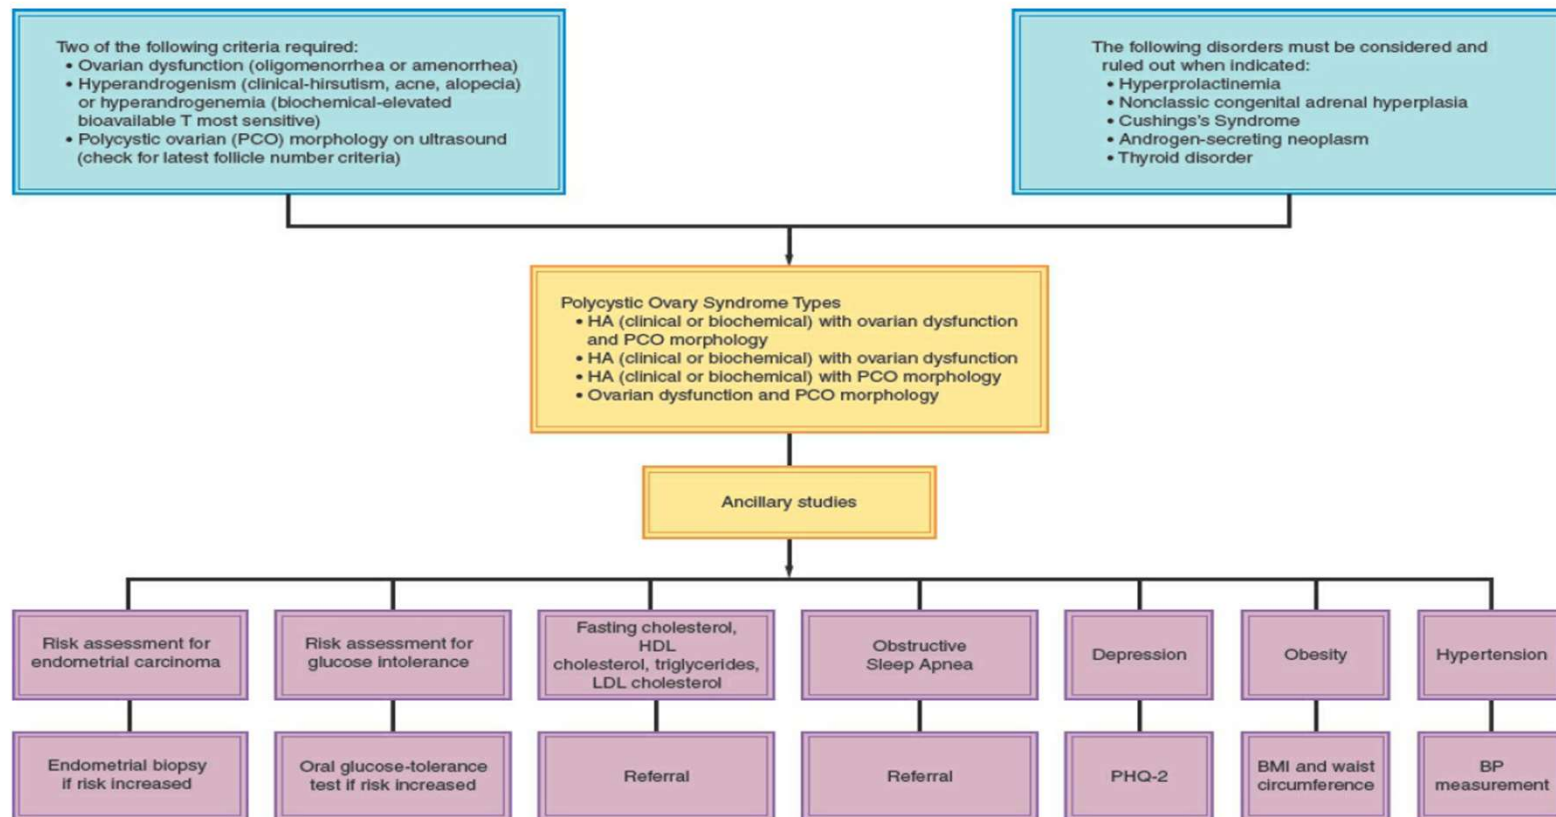 Two of the following criteria required:
• Ovarian dysfunction (oligomenorrhea or amenorrhea)
• Hyperandrogenism (clinical-hirsutism, acne, alopecia)
or hyperandrogenemia (biochemical-elevated
bioavailable T most sensitive)
• Polycystic ovarian (PCO) morphology on ultrasound
(check for latest follicle number criteria)
The following disorders must be considered and
ruled out when indicated:
• Hyperprolactinemia
• Nonclassic congenital adrenal hyperplasia
• Cushings's Syndrome
• Androgen-secreting neoplasm
• Thyroid disorder
Polycystic Ovary Syndrome Types
• HA (clinical or biochemical) with ovarian dysfunction
and PCO morphology
• HA (clinical or biochemical) with ovarian dysfunction
• HA (clinical or biochemical) with PCO morphology
• Ovarian dysfunction and PCO morphology
Ancillary studies
Risk assessment for
endometrial carcinoma
Risk assessment for
glucose intolerance
Fasting cholesterol,
HDL
cholesterol, triglycerides,
LDL cholesterol
Obstructive
Sleep Apnea
Depression
Obesity
Hypertension
Endometrial biopsy
if risk increased
Oral glucose-tolerance
test if risk increased
Referral
Referral
PHQ-2
BMI and waist
circumference
BP
measurement